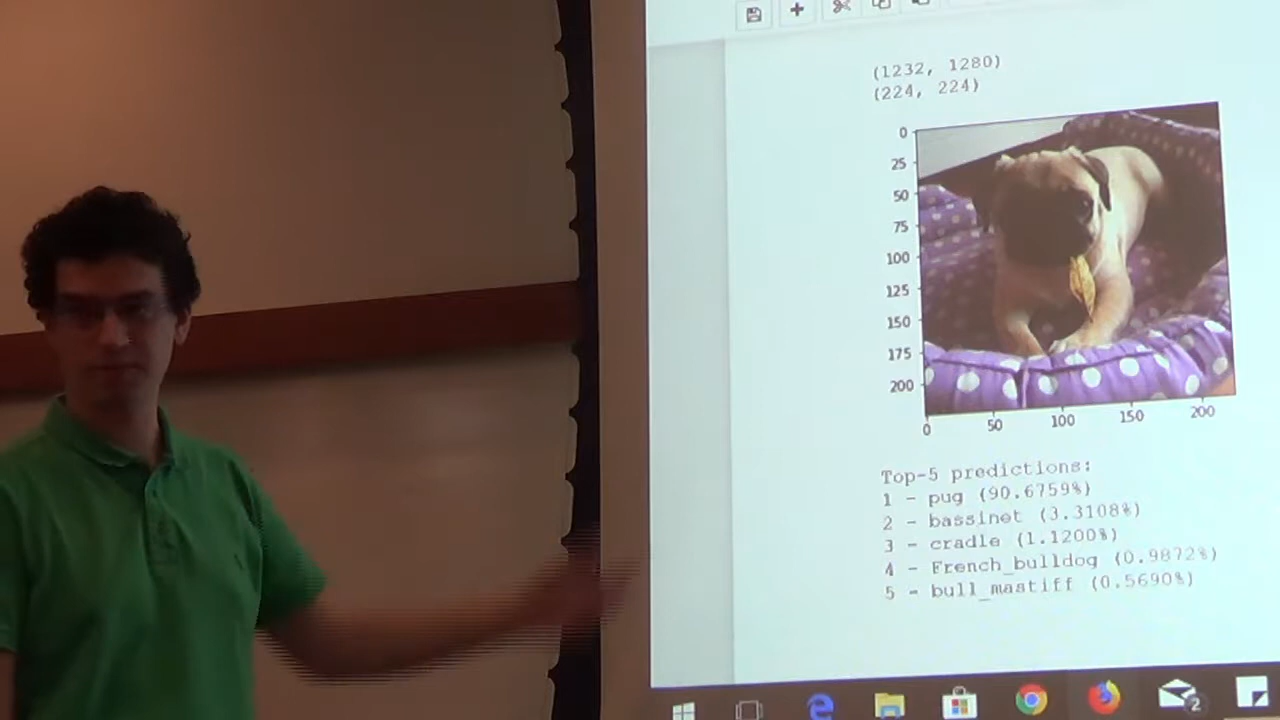 (1232, 1280)
(224, 224)
0
25
50
75
100
125
150
175
200
0 50 100 150 200
Top-5 predictions:
1 - pug (90.6759%)
2 - bassinet (3.3108%)
3 - cradle (1.1200%)
4 - French_bulldog (0.9872%)
5 - bull_mastiff (0.5690%)
2